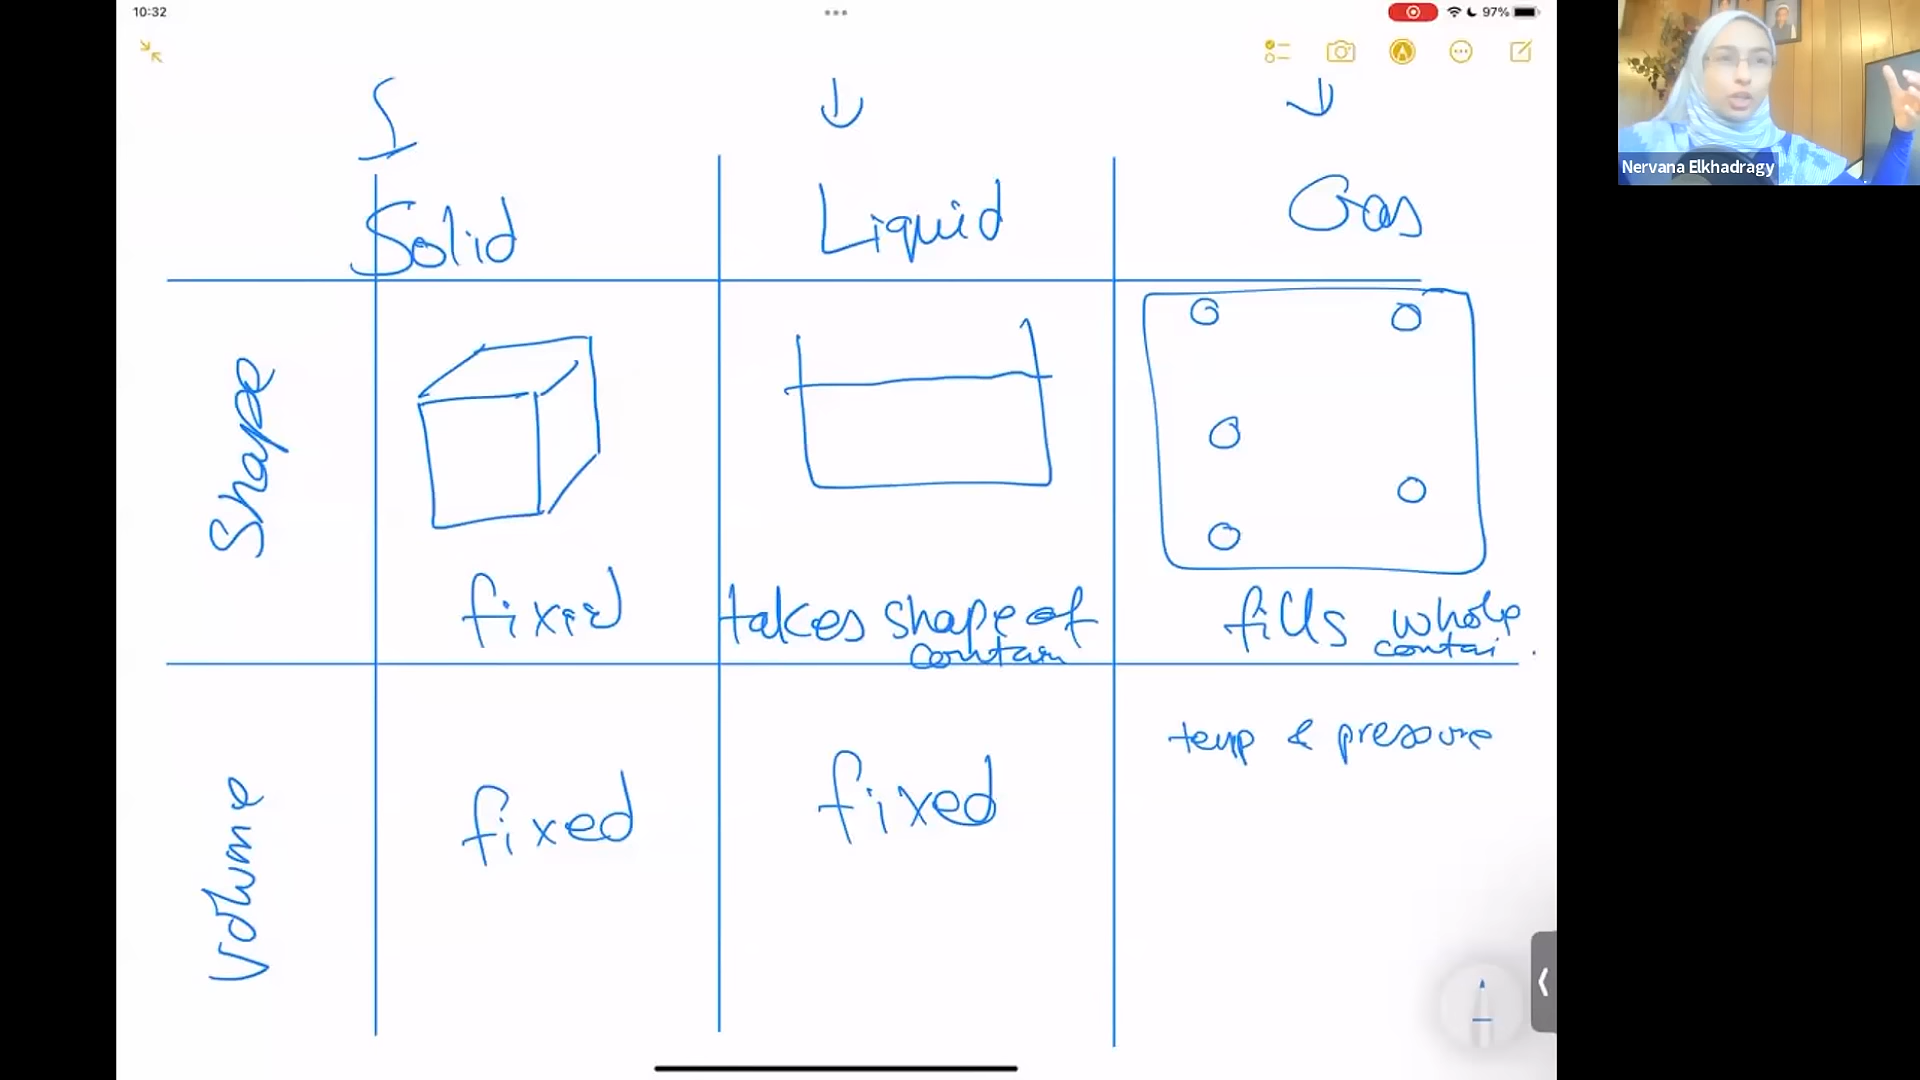 10:32
97%
Nervana Elkhadragy
Solid
Liquid
Gas
Shape
fixed
takes shape of
contain
fills whole
contai.
Volume
fixed
fixed
temp & pressure